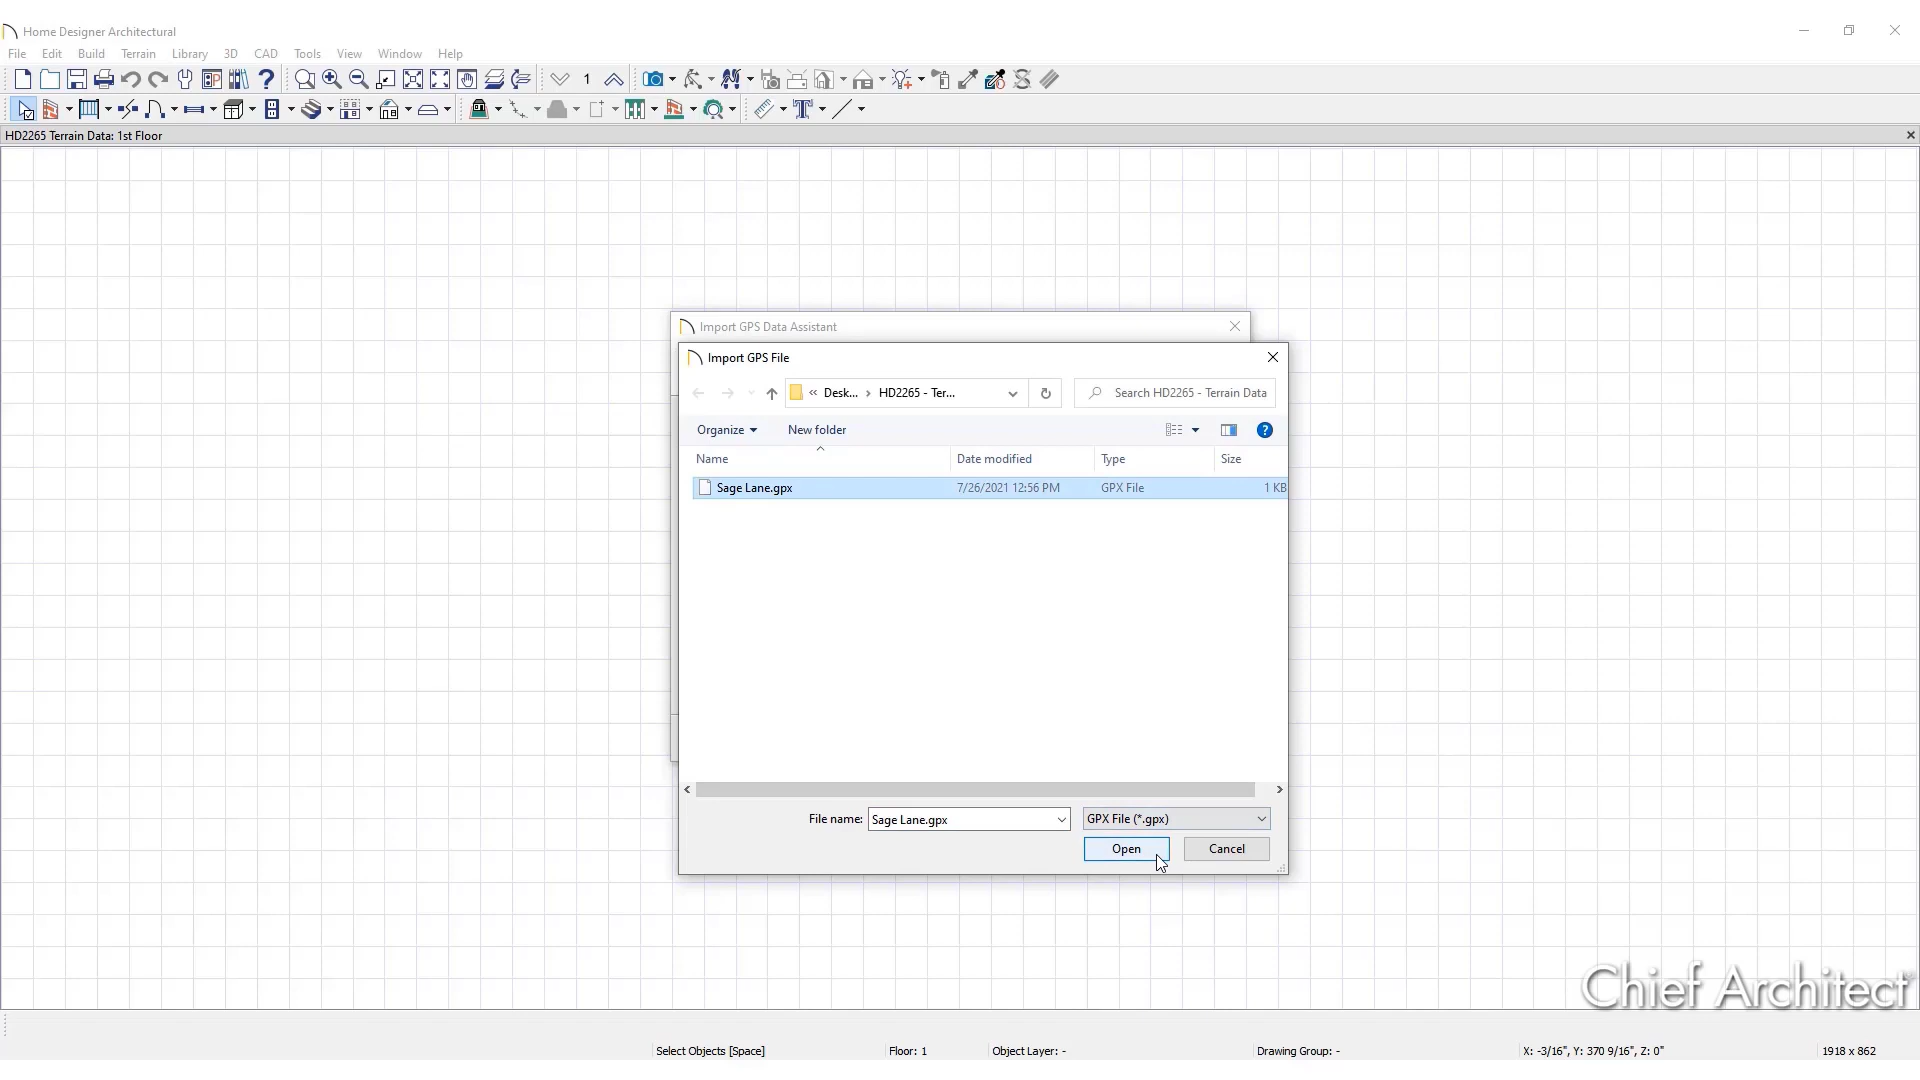 Home Designer Architectural
File Edit Build Terrain Library 3D CAD Tools View Window Help
1
HD2265 Terrain Data: 1st Floor
Import GPS Data Assistant
Import GPS File
« Desk... › HD2265 - Ter... Search HD2265 - Terrain Data
Organize New folder
Name Date modified Type Size
Sage Lane.gpx 7/26/2021 12:56 PM GPX File 1 KB
File name: Sage Lane.gpx GPX File (*.gpx)
Open Cancel
Chief Architect
Select Objects [Space] Floor: 1 Object Layer: - Drawing Group: - X: -3/16", Y: 370 9/16", Z: 0" 1918 x 862